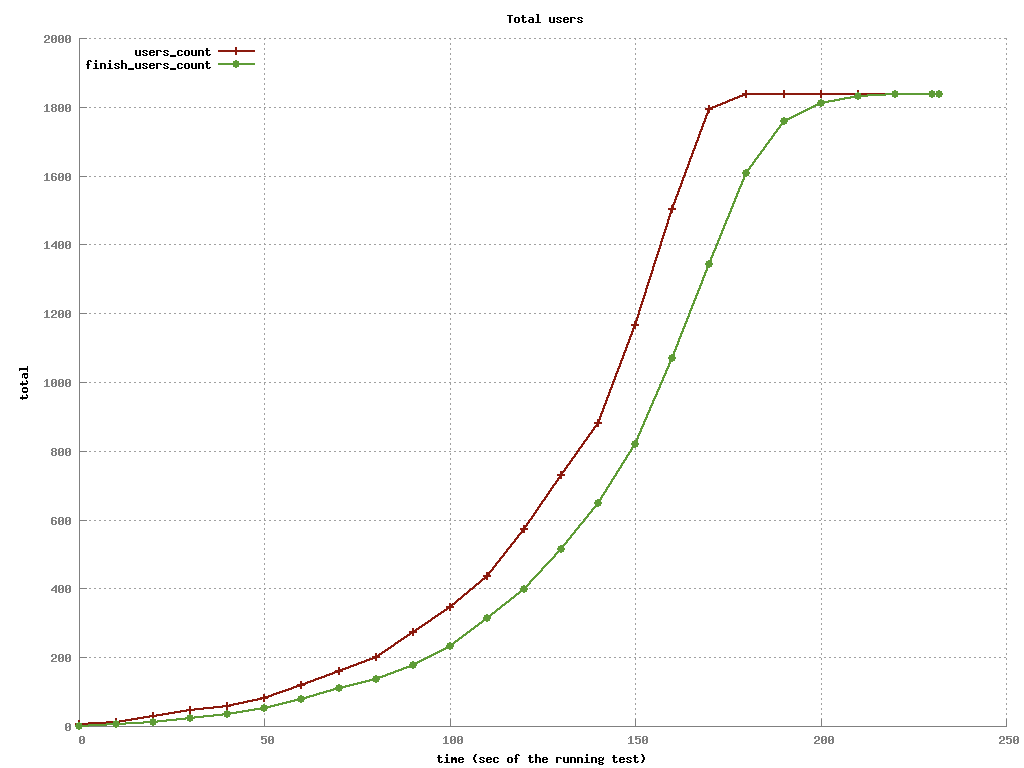 Total users
users_count
finish_users_count
2000
1800
1600
1400
1200
1000
800
600
400
200
0
total
0 50 100 150 200 250
time (sec of the running test)